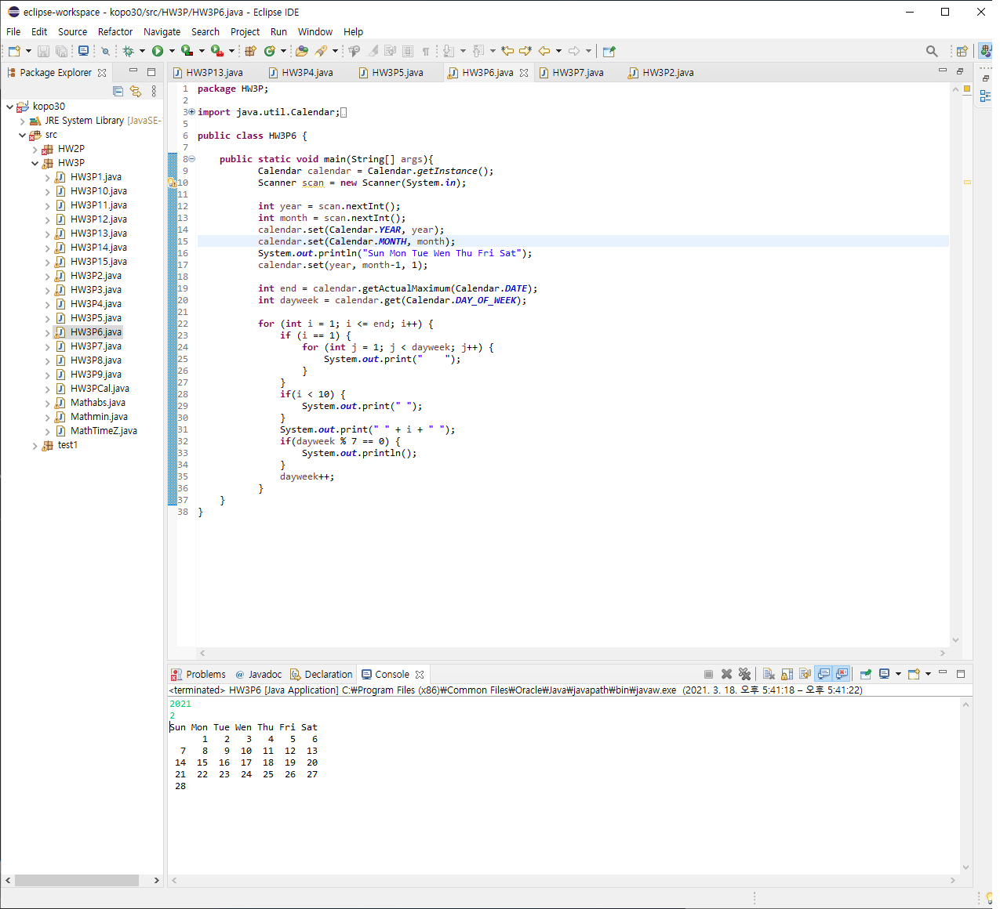 eclipse-workspace - kopo30/src/HW3P/HW3P6.java - Eclipse IDE
File Edit Source Refactor Navigate Search Project Run Window Help
Package Explorer
kopo30
JRE System Library [JavaSE-
src
HW2P
HW3P
HW3P1.java
HW3P10.java
HW3P11.java
HW3P12.java
HW3P13.java
HW3P14.java
HW3P15.java
HW3P2.java
HW3P3.java
HW3P4.java
HW3P5.java
HW3P6.java
HW3P7.java
HW3P8.java
HW3P9.java
HW3PCal.java
Mathabs.java
Mathmin.java
MathTimeZ.java
test1
HW3P13.java HW3P4.java HW3P5.java HW3P6.java HW3P7.java HW3P2.java
1 package HW3P;
2
3 import java.util.Calendar;
5
6 public class HW3P6 {
7
8 public static void main(String[] args){
9 Calendar calendar = Calendar.getInstance();
10 Scanner scan = new Scanner(System.in);
11
12 int year = scan.nextInt();
13 int month = scan.nextInt();
14 calendar.set(Calendar.YEAR, year);
15 calendar.set(Calendar.MONTH, month);
16 System.out.println("Sun Mon Tue Wen Thu Fri Sat");
17 calendar.set(year, month-1, 1);
18
19 int end = calendar.getActualMaximum(Calendar.DATE);
20 int dayweek = calendar.get(Calendar.DAY_OF_WEEK);
21
22 for (int i = 1; i <= end; i++) {
23 if (i == 1) {
24 for (int j = 1; j < dayweek; j++) {
25 System.out.print("    ");
26 }
27 }
28 if(i < 10) {
29 System.out.print(" ");
30 }
31 System.out.print(" " + i + " ");
32 if(dayweek % 7 == 0) {
33 System.out.println();
34 }
35 dayweek++;
36 }
37 }
38 }
Problems @ Javadoc Declaration Console
<terminated> HW3P6 [Java Application] C:₩Program Files (x86)₩Common Files₩Oracle₩Java₩javapath₩bin₩javaw.exe (2021. 3. 18. 오후 5:41:18 – 오후 5:41:22)
2021
2
Sun Mon Tue Wen Thu Fri Sat
1 2 3 4 5 6
7 8 9 10 11 12 13
14 15 16 17 18 19 20
21 22 23 24 25 26 27
28